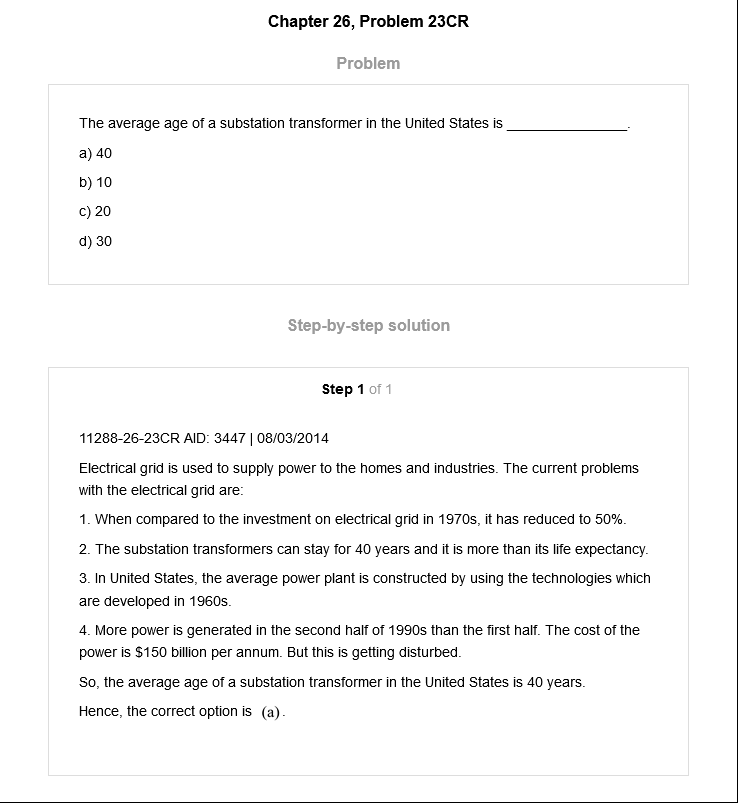 Chapter 26, Problem 23CR
Problem
The average age of a substation transformer in the United States is ________________.
a) 40
b) 10
c) 20
d) 30
Step-by-step solution
Step 1 of 1
11288-26-23CR AID: 3447 | 08/03/2014
Electrical grid is used to supply power to the homes and industries. The current problems
with the electrical grid are:
1. When compared to the investment on electrical grid in 1970s, it has reduced to 50%.
2. The substation transformers can stay for 40 years and it is more than its life expectancy.
3. In United States, the average power plant is constructed by using the technologies which
are developed in 1960s.
4. More power is generated in the second half of 1990s than the first half. The cost of the
power is $150 billion per annum. But this is getting disturbed.
So, the average age of a substation transformer in the United States is 40 years.
Hence, the correct option is (a).